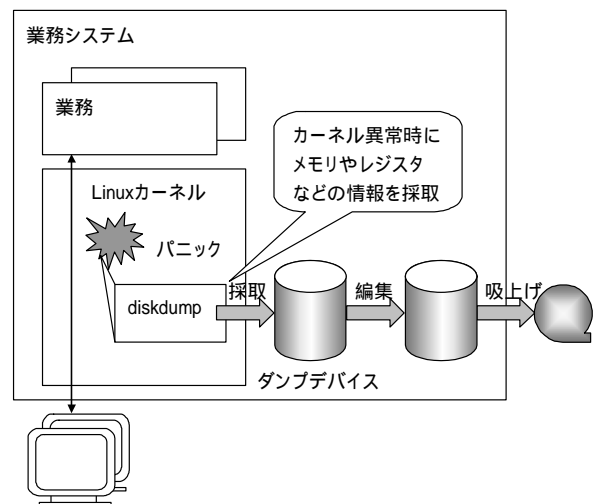 業務システム
業務
カーネル異常時に
メモリやレジスタ
などの情報を採取
Linuxカーネル
パニック
diskdump
採取
編集
吸上げ
ダンプデバイス